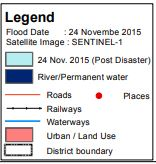 Legend
Flood Date : 24 Novembe 2015
Satellite Image : SENTINEL-1
24 Nov. 2015 (Post Disaster)
River/Permanent water
Roads Places
Railways
Waterways
Urban / Land Use
District boundary